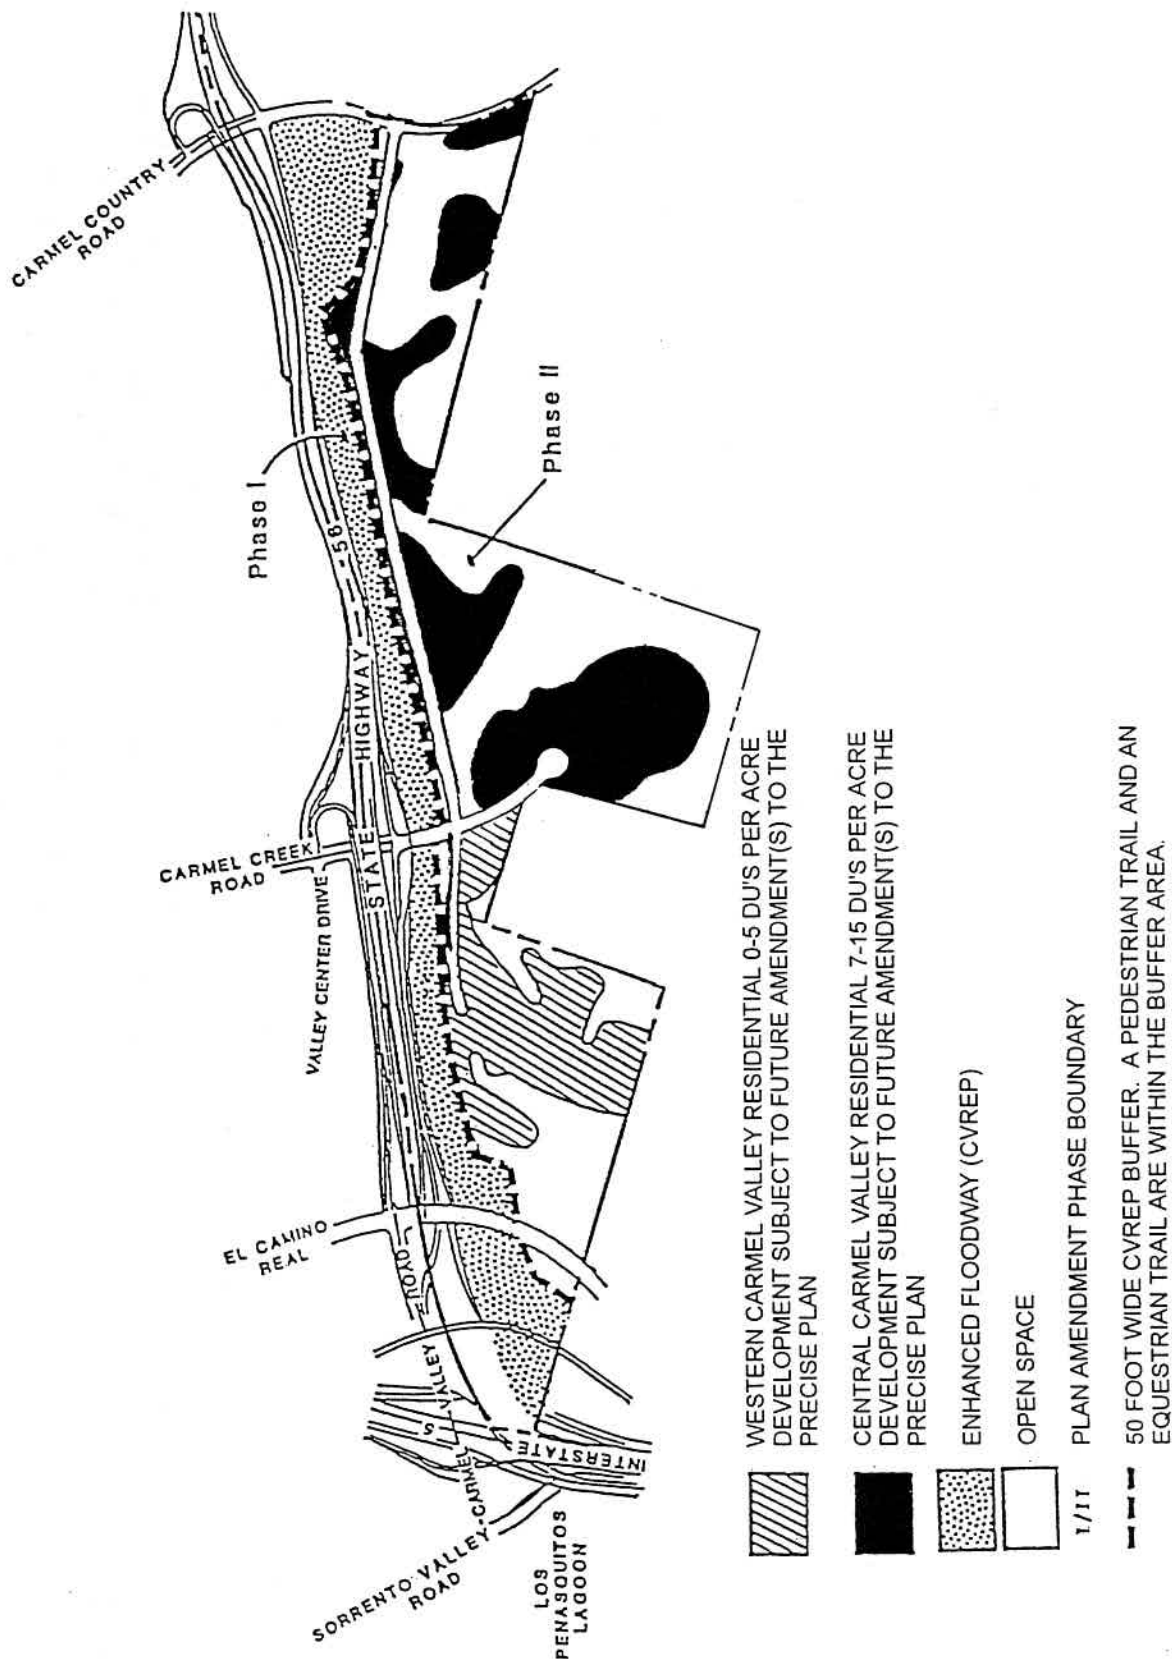 CARMEL COUNTRY
ROAD
Phase I
Phase II
STATE HIGHWAY 56
CARMEL CREEK
ROAD
VALLEY CENTER DRIVE
EL CAMINO
REAL
CARMEL VALLEY ROAD
INTERSTATE 5
SORRENTO VALLEY
ROAD
LOS
PENASQUITOS
LAGOON
WESTERN CARMEL VALLEY RESIDENTIAL 0-5 DU'S PER ACRE
DEVELOPMENT SUBJECT TO FUTURE AMENDMENT(S) TO THE
PRECISE PLAN
CENTRAL CARMEL VALLEY RESIDENTIAL 7-15 DU'S PER ACRE
DEVELOPMENT SUBJECT TO FUTURE AMENDMENT(S) TO THE
PRECISE PLAN
ENHANCED FLOODWAY (CVREP)
OPEN SPACE
I/II PLAN AMENDMENT PHASE BOUNDARY
50 FOOT WIDE CVREP BUFFER. A PEDESTRIAN TRAIL AND AN
EQUESTRIAN TRAIL ARE WITHIN THE BUFFER AREA.